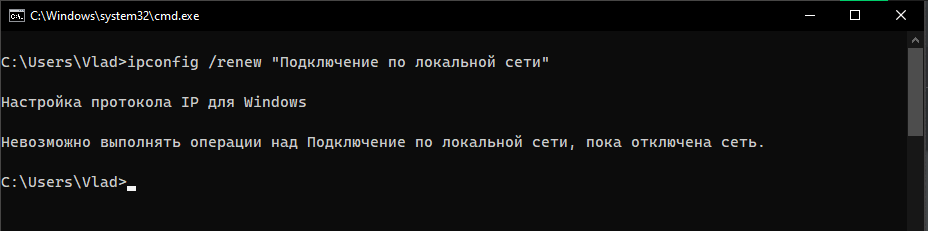 C:\Windows\system32\cmd.exe
C:\Users\Vlad>ipconfig /renew "Подключение по локальной сети"
Настройка протокола IP для Windows
Невозможно выполнять операции над Подключение по локальной сети, пока отключена сеть.
C:\Users\Vlad>